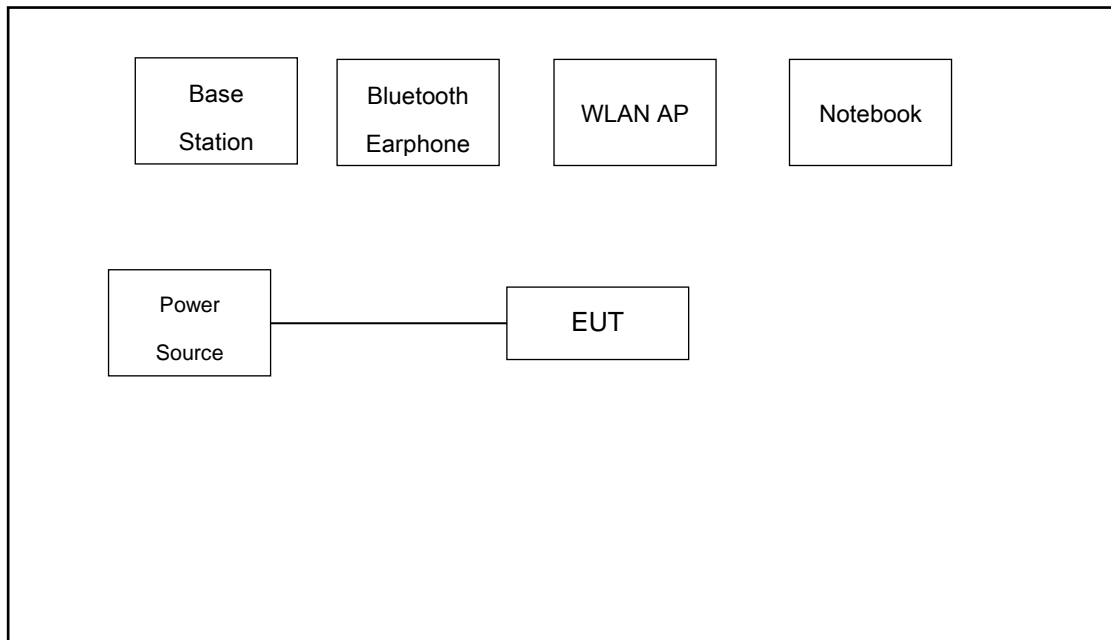 Base
Station
Bluetooth
Earphone
WLAN AP
Notebook
Power
Source
EUT